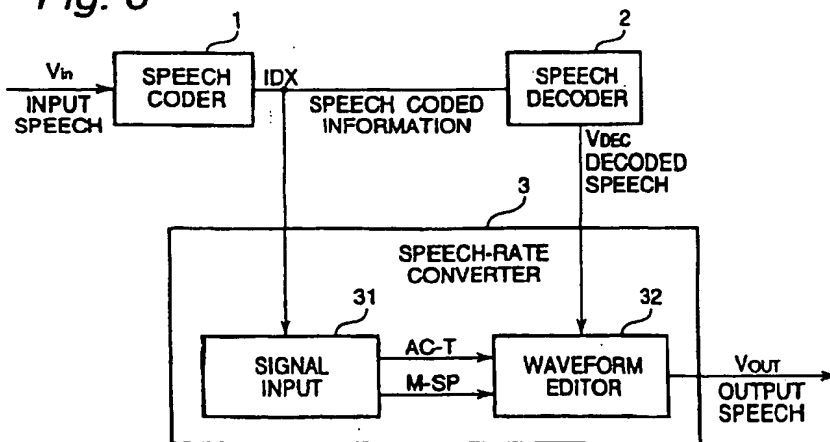 Fig.
1
2
Vin
INPUT
SPEECH
SPEECH
CODER
IDX
SPEECH CODED
INFORMATION
SPEECH
DECODER
VDEC
DECODED
SPEECH
3
SPEECH-RATE
CONVERTER
31
32
SIGNAL
INPUT
AC-T
M-SP
WAVEFORM
EDITOR
VOUT
OUTPUT
SPEECH